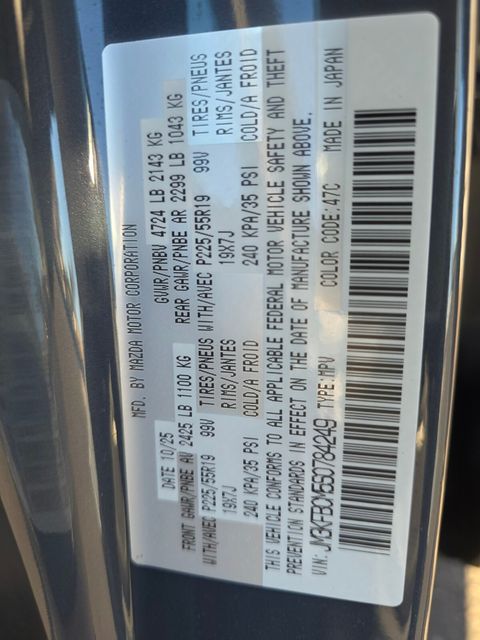 MFD. BY MAZDA MOTOR CORPORATION
DATE 10/25 GVWR/PNBV 4724 LB 2143 KG
FRONT GAWR/PNBE AV 2425 LB 1100 KG REAR GAWR/PNBE AR 2299 LB 1043 KG
WITH/AVEC P225/55R19 99V TIRES/PNEUS WITH/AVEC P225/55R19 99V TIRES/PNEUS
19X7J RIMS/JANTES 19X7J RIMS/JANTES
240 KPA/35 PSI COLD/A FROID 240 KPA/35 PSI COLD/A FROID
THIS VEHICLE CONFORMS TO ALL APPLICABLE FEDERAL MOTOR VEHICLE SAFETY AND THEFT
PREVENTION STANDARDS IN EFFECT ON THE DATE OF MANUFACTURE SHOWN ABOVE.
VIN: TYPE:MPV COLOR CODE:47C MADE IN JAPAN